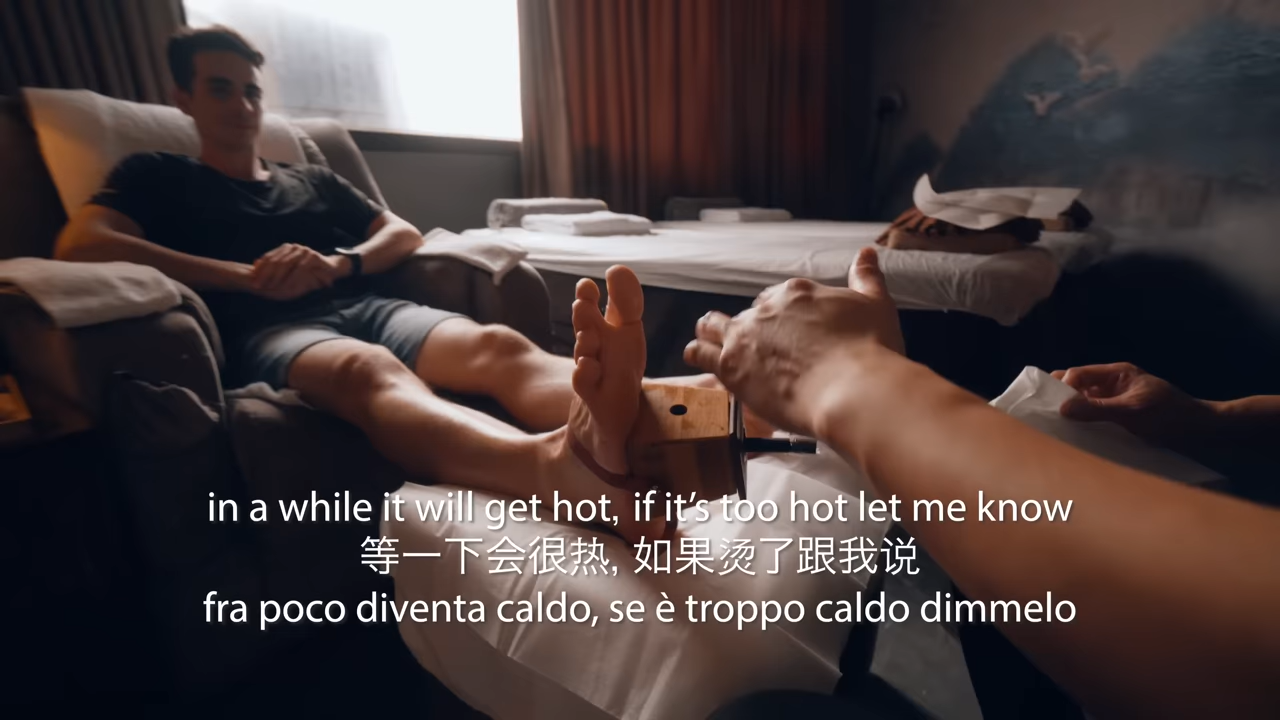 in a while it will get hot, if it’s too hot let me know
等一下会很热, 如果烫了跟我说
fra poco diventa caldo, se è troppo caldo dimmelo